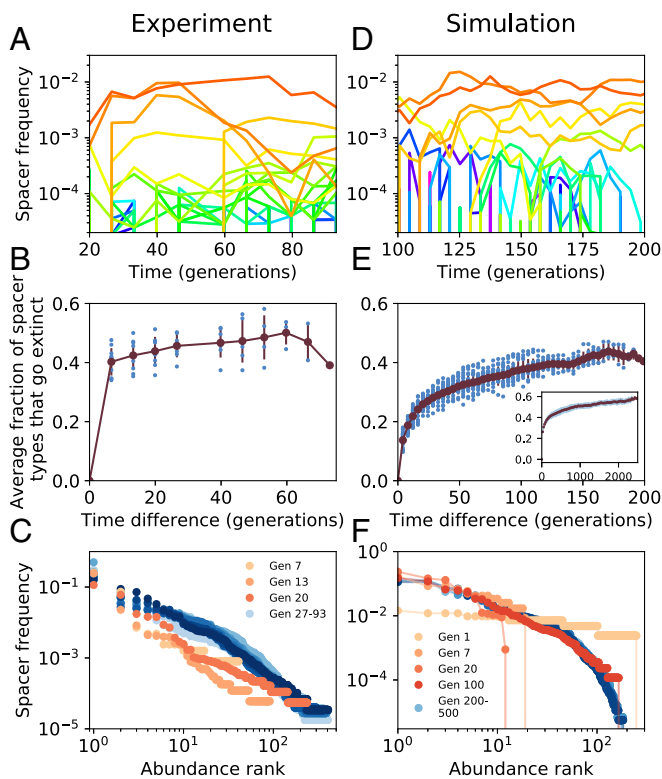 Experiment
Simulation
A
D
Spacer frequency
10⁻²
10⁻³
10⁻⁴
20
40
60
80
Time (generations)
10⁻²
10⁻³
10⁻⁴
100
125
150
175
200
Time (generations)
B
E
Average fraction of spacer
types that go extinct
0.6
0.4
0.2
0.0
0
20
40
60
Time difference (generations)
0.6
0.4
0.2
0.0
0
50
100
150
200
Time difference (generations)
0.6
0.4
0.2
0.0
0
1000
2000
C
F
Spacer frequency
10⁻¹
10⁻³
10⁻⁵
10⁰
10¹
10²
Abundance rank
Gen 7
Gen 13
Gen 20
Gen 27-93
10⁰
10⁻²
10⁻⁴
10⁰
10¹
10²
Abundance rank
Gen 1
Gen 7
Gen 20
Gen 100
Gen 200-
500